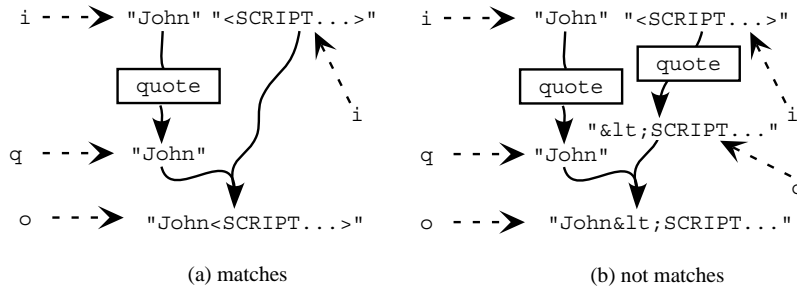 i "John" "<SCRIPT...>" i "John" "<SCRIPT...>"
quote quote quote
i i
"&lt;SCRIPT..."
q "John" q "John"
o "John<SCRIPT...>" o "John&lt;SCRIPT..."
(a) matches (b) not matches